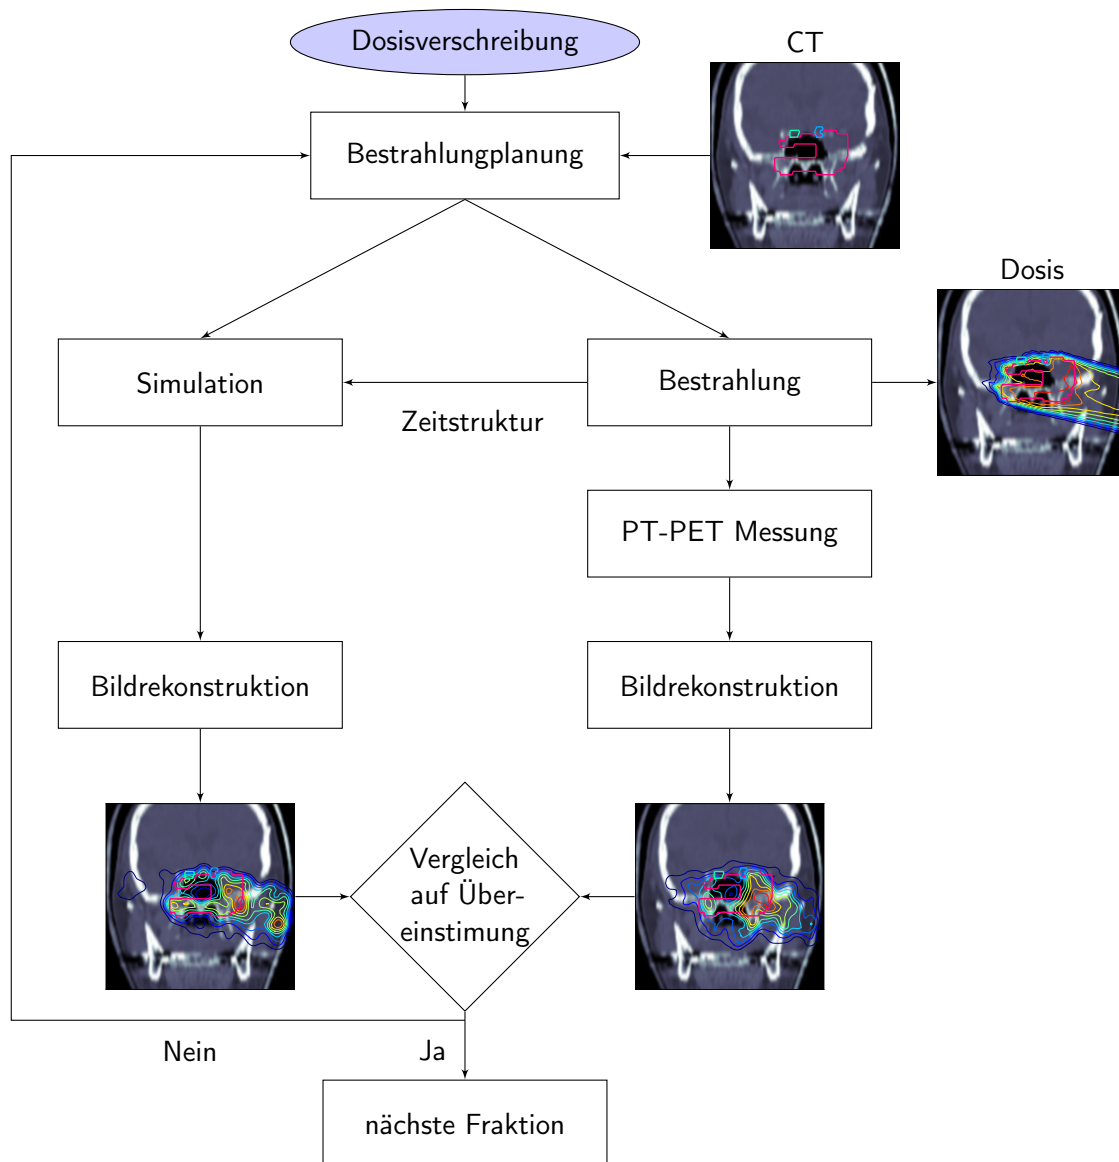 Dosisverschreibung
CT
Bestrahlungplanung
Dosis
Simulation
Bestrahlung
Zeitstruktur
PT-PET Messung
Bildrekonstruktion
Bildrekonstruktion
Vergleich
auf Über-
einstimung
Nein
Ja
nächste Fraktion